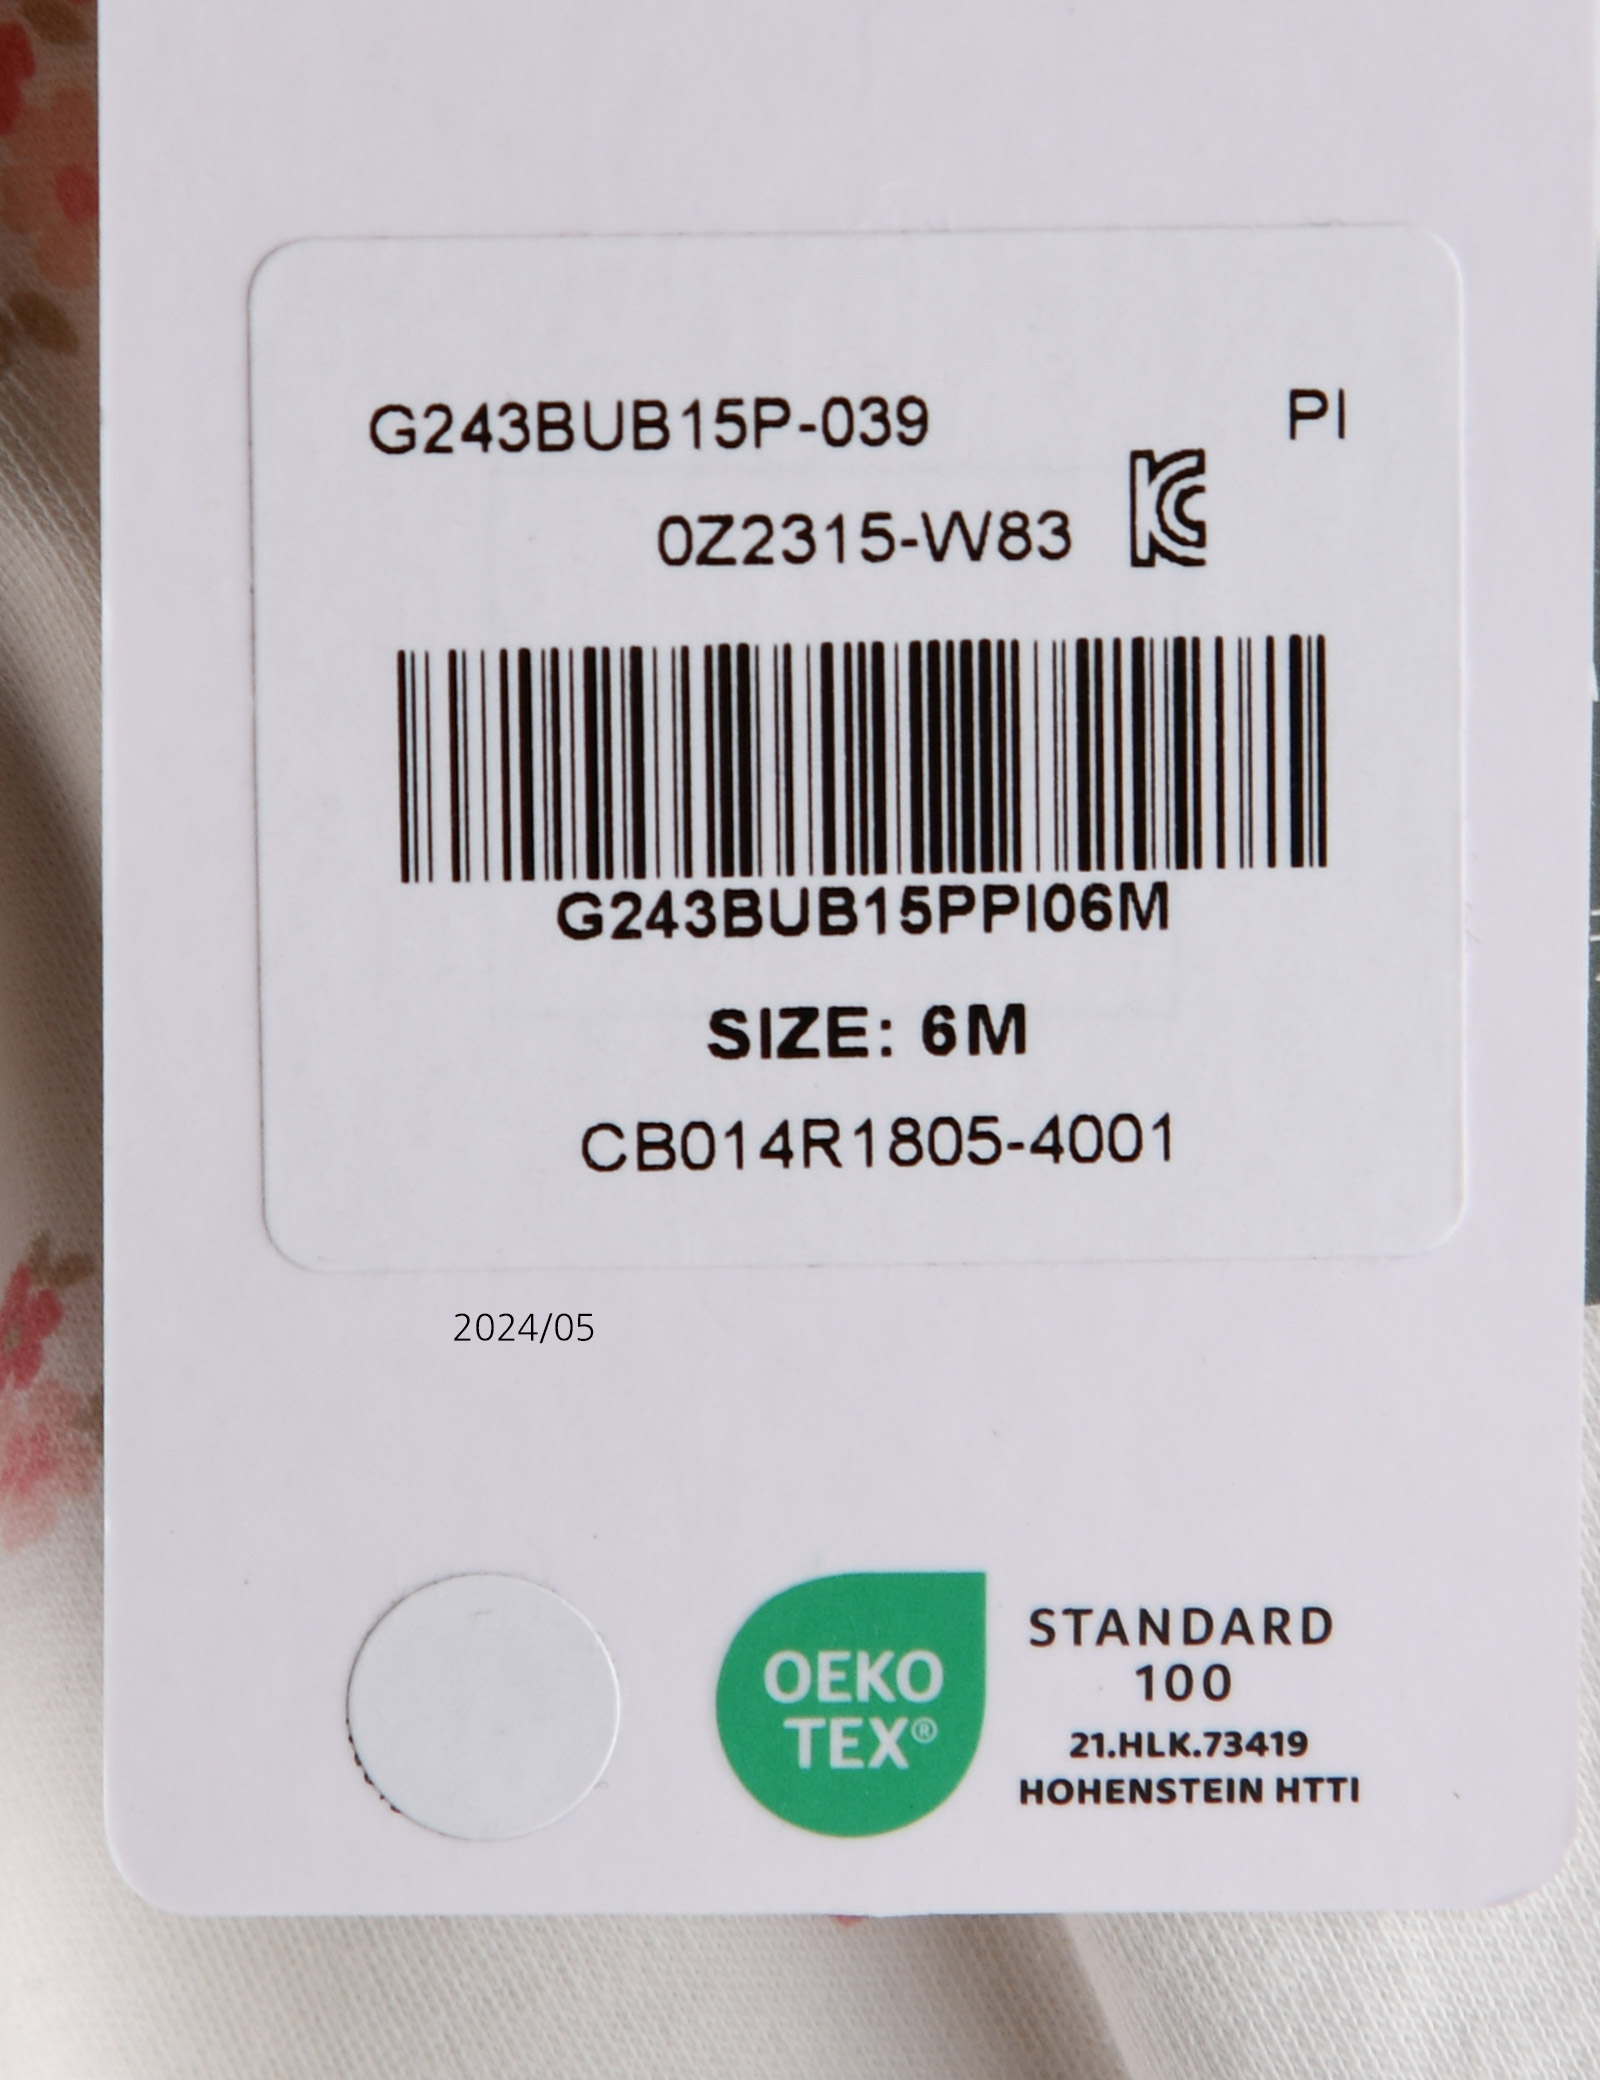 G243BUB15P-039 PI
0Z2315-W83
G243BUB15PPI06M
SIZE: 6M
CB014R1805-4001
2024/05
OEKO
TEX®
STANDARD
100
21.HLK.73419
HOHENSTEIN HTTI